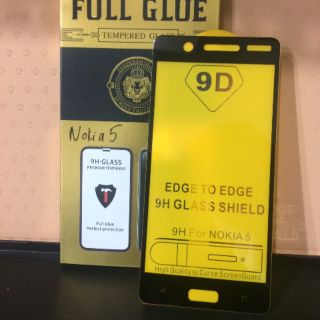 FULL GLUE
TEMPERED GLASS
Nokia 5
9H-GLASS
PREMIUM TEMPERED
Full Glue
Perfect protection
9D
EDGE TO EDGE
9H GLASS SHIELD
9H For NOKIA 5
High Quality Curve ScreenGuard